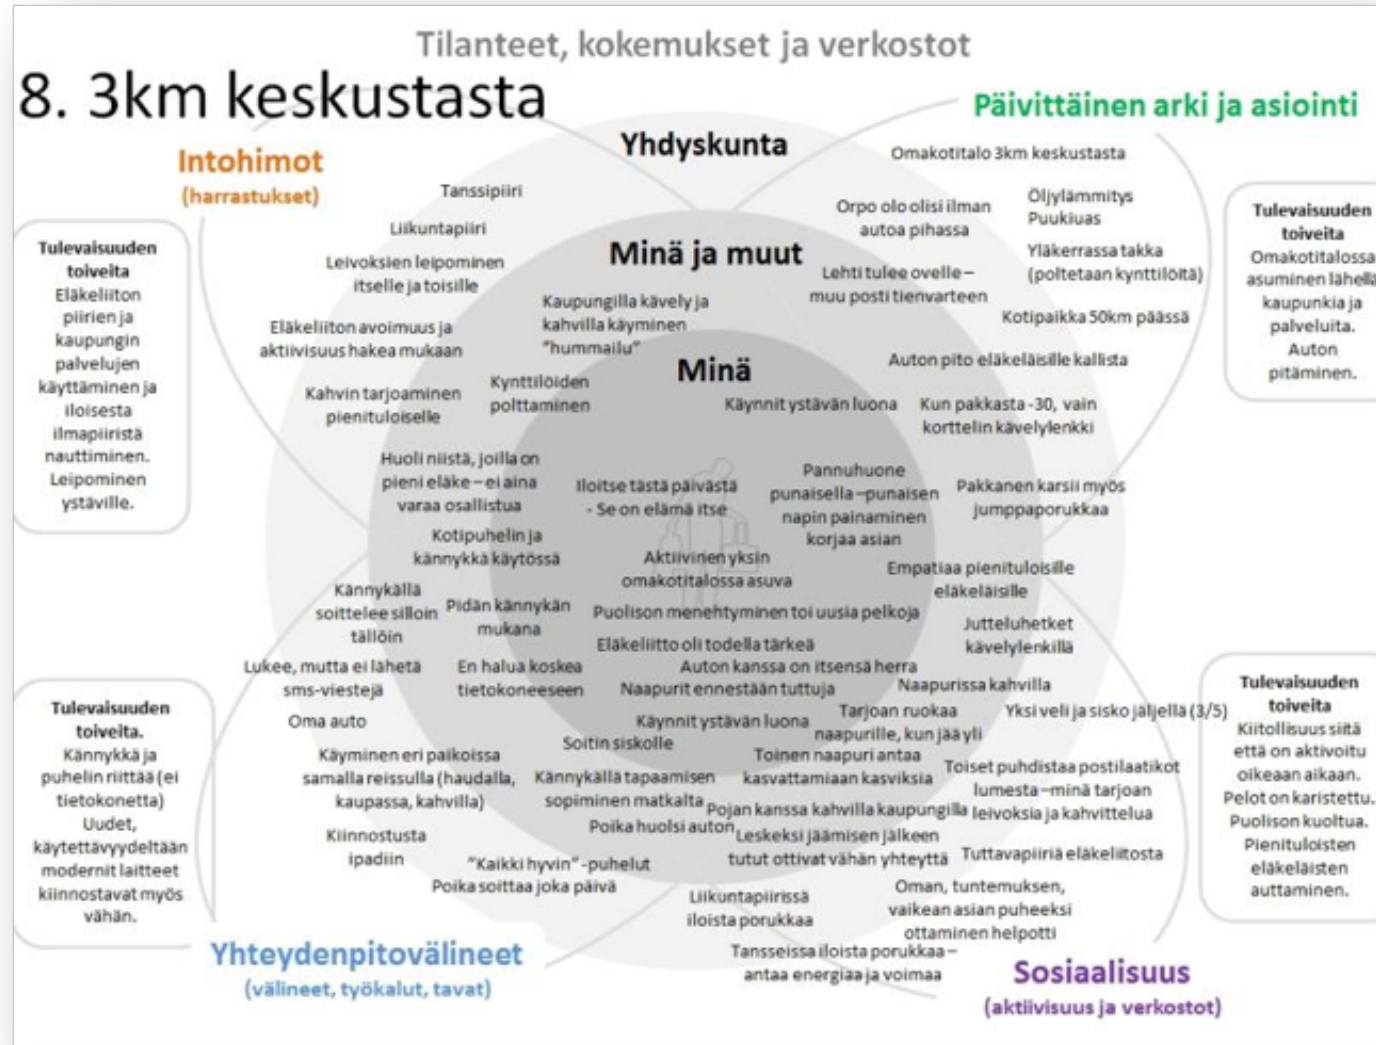 Tilanteet, kokemukset ja verkostot
8. 3km keskustasta
Intohimot
(harrastukset)
Tulevaisuuden
toiveita
Eläkeliiton
piirien ja
kaupungin
palvelujen
käyttäminen ja
iloisesta
ilmapiiristä
nauttiminen.
Leipominen
ystäville.
Tanssipiiri
Liikuntapiiri
Leivoksien leipominen
itselle ja toisille
Eläkeliiton avoimuus ja
aktiivisuus hakea mukaan
Kahvin tarjoaminen
pienituloiselle
Kaupungilla kävely ja
kahvilla käyminen
"hummailu"
Kynttilöiden
polttaminen
Huoli niistä, joilla on
pieni eläke – ei aina
varaa osallistua
Yhdyskunta
Minä ja muut
Minä
Päivittäinen arki ja asiointi
Omakotitalo 3km keskustasta
Orpo olo olisi ilman
autoa pihassa
Öljylämmitys
Puukiuas
Lehti tulee ovelle –
muu posti tienvarteen
Yläkerrassa takka
(poltetaan kynttilöitä)
Kotipaikka 50km päässä
Auton pito eläkeläisille kallista
Käynnit ystävän luona
Kun pakkasta -30, vain
korttelin kävelylenkki
Pannuhuone
punaisella –punaisen
napin painaminen
korjaa asian
Pakkanen karsii myös
jumppaporukkaa
Tulevaisuuden
toiveita
Omakotitalossa
asuminen lähellä
kaupunkia ja
palveluita.
Auton
pitäminen.
Iloitse tästä päivästä
- Se on elämä itse
Aktiivinen yksin
omakotitalossa asuva
Puolison menehtyminen toi uusia pelkoja
Eläkeliitto oli todella tärkeä
Auton kanssa on itsensä herra
Naapurit ennestään tuttuja
Kotipuhelin ja
kännykkä käytössä
Kännykällä
soittelee silloin
tällöin
Pidän kännykän
mukana
Lukee, mutta ei lähetä
sms-viestejä
En halua koskea
tietokoneeseen
Oma auto
Käyminen eri paikoissa
samalla reissulla (haudalla,
kaupassa, kahvilla)
Kiinnostusta
ipadiin
Soitin siskolle
Kännykällä tapaamisen
sopiminen matkalta
Poika huolsi auton
"Kaikki hyvin" -puhelut
Poika soittaa joka päivä
Tulevaisuuden
toiveita.
Kännykkä ja
puhelin riittää (ei
tietokonetta)
Uudet,
käytettävyydeltään
modernit laitteet
kiinnostavat myös
vähän.
Yhteydenpitovälineet
(välineet, työkalut, tavat)
Empatiaa pienituloisille
eläkeläisille
Jutteluhetket
kävelylenkillä
Naapurissa kahvilla
Yksi veli ja sisko jäljellä (3/5)
Käynnit ystävän luona
Tarjoan ruokaa
naapurille, kun jää yli
Toinen naapuri antaa
kasvattamiaan kasviksia
Toiset puhdistaa postilaatikot
lumesta –minä tarjoan
leivoksia ja kahvittelua
Pojan kanssa kahvilla kaupungilla
Leskeksi jäämisen jälkeen
tutut ottivat vähän yhteyttä
Tuttavapiiriä eläkeliitosta
Liikuntapiirissä
iloista porukkaa
Oman, tuntemuksen,
vaikean asian puheeksi
ottaminen helpotti
Tansseissa iloista porukkaa –
antaa energiaa ja voimaa
Tulevaisuuden
toiveita
Kiitollisuus siitä
että on aktivoitu
oikeaan aikaan.
Pelot on karistettu.
Puolison kuoltua.
Pienituloisten
eläkeläisten
auttaminen.
Sosiaalisuus
(aktiivisuus ja verkostot)